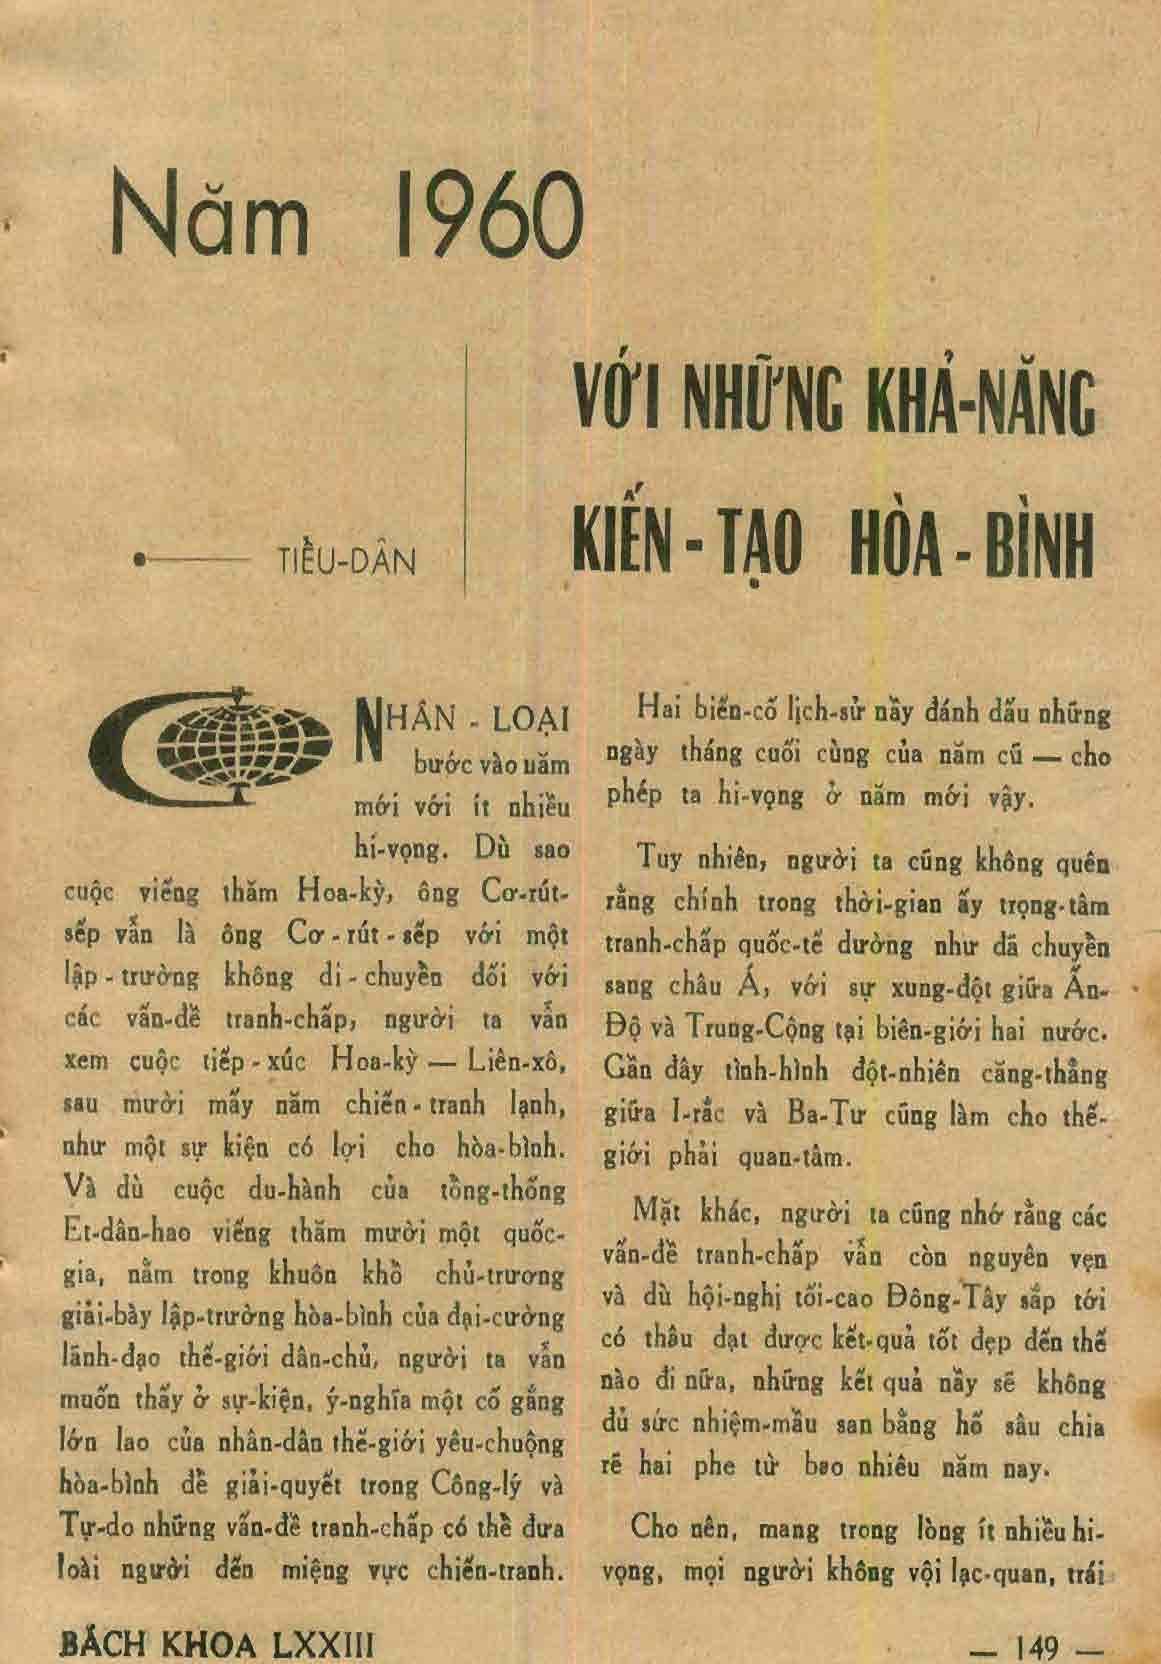 Năm 1960
VỚI NHỮNG KHẢ-NĂNG
KIẾN - TẠO HÒA - BÌNH
TIỂU-DÂN
NHÂN - LOẠI
bước vào năm
mới với ít nhiều
hi-vọng. Dù sao
cuộc viếng thăm Hoa-kỳ, ông Cơ-rút-
sếp vẫn là ông Cơ - rút - sếp với một
lập - trường không di - chuyển đối với
các vấn-đề tranh-chấp, người ta vẫn
xem cuộc tiếp - xúc Hoa-kỳ — Liên-xô,
sau mười mấy năm chiến - tranh lạnh,
như một sự kiện có lợi cho hòa-bình.
Và dù cuộc du-hành của tổng-thống
Et-dân-hao viếng thăm mười một quốc-
gia, nằm trong khuôn khổ chủ-trương
giải-bày lập-trường hòa-bình của đại-cường
lãnh-đạo thế-giới dân-chủ, người ta vẫn
muốn thấy ở sự-kiện, ý-nghĩa một cố gắng
lớn lao của nhân-dân thế-giới yêu-chuộng
hòa-bình để giải-quyết trong Công-lý và
Tự-do những vấn-đề tranh-chấp có thể đưa
loài người đến miệng vực chiến-tranh.
Hai biến-cố lịch-sử nầy đánh dấu những
ngày tháng cuối cùng của năm cũ — cho
phép ta hi-vọng ở năm mới vậy.
Tuy nhiên, người ta cũng không quên
rằng chính trong thời-gian ấy trọng-tâm
tranh-chấp quốc-tế dường như đã chuyển
sang châu Á, với sự xung-đột giữa Ấn-
Độ và Trung-Cộng tại biên-giới hai nước.
Gần đây tình-hình đột-nhiên căng-thẳng
giữa I-rắc và Ba-Tư cũng làm cho thế-
giới phải quan-tâm.
Mặt khác, người ta cũng nhớ rằng các
vấn-đề tranh-chấp vẫn còn nguyên vẹn
và dù hội-nghị tối-cao Đông-Tây sắp tới
có thâu đạt được kết-quả tốt đẹp đến thế
nào đi nữa, những kết quả nầy sẽ không
đủ sức nhiệm-mầu san bằng hố sâu chia
rẽ hai phe từ bao nhiêu năm nay.
Cho nên, mang trong lòng ít nhiều hi-
vọng, mọi người không vội lạc-quan, trái
BÁCH KHOA LXXIII
— 149 —